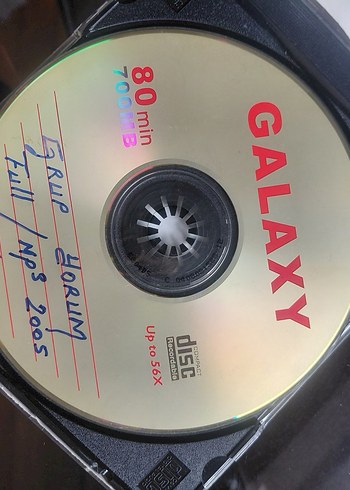 GALAXY
80 min
700MB
COMPACT
disc
Recordable
Up to 56X
GRUP YORUM
Full / MP3 2005